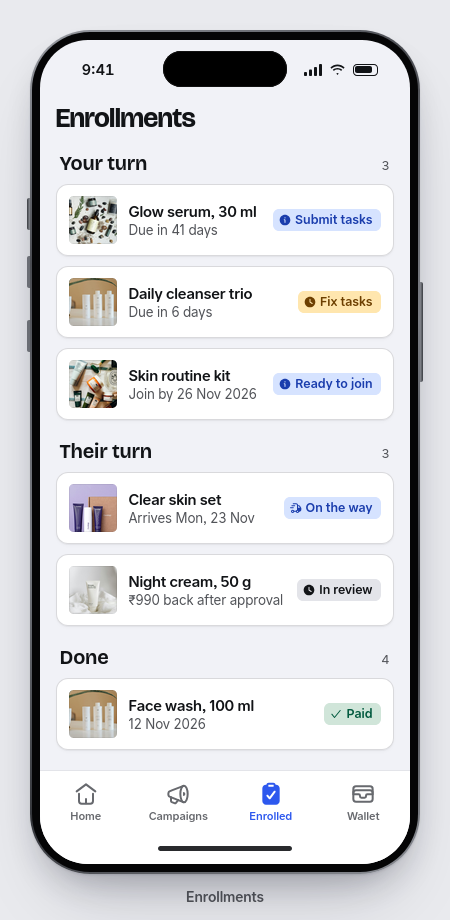 9:41
Enrollments
Your turn 3
Glow serum, 30 ml
Due in 41 days
Submit tasks
Daily cleanser trio
Due in 6 days
Fix tasks
Skin routine kit
Join by 26 Nov 2026
Ready to join
Their turn 3
Clear skin set
Arrives Mon, 23 Nov
On the way
Night cream, 50 g
₹990 back after approval
In review
Done 4
Face wash, 100 ml
12 Nov 2026
Paid
Home Campaigns Enrolled Wallet
Enrollments